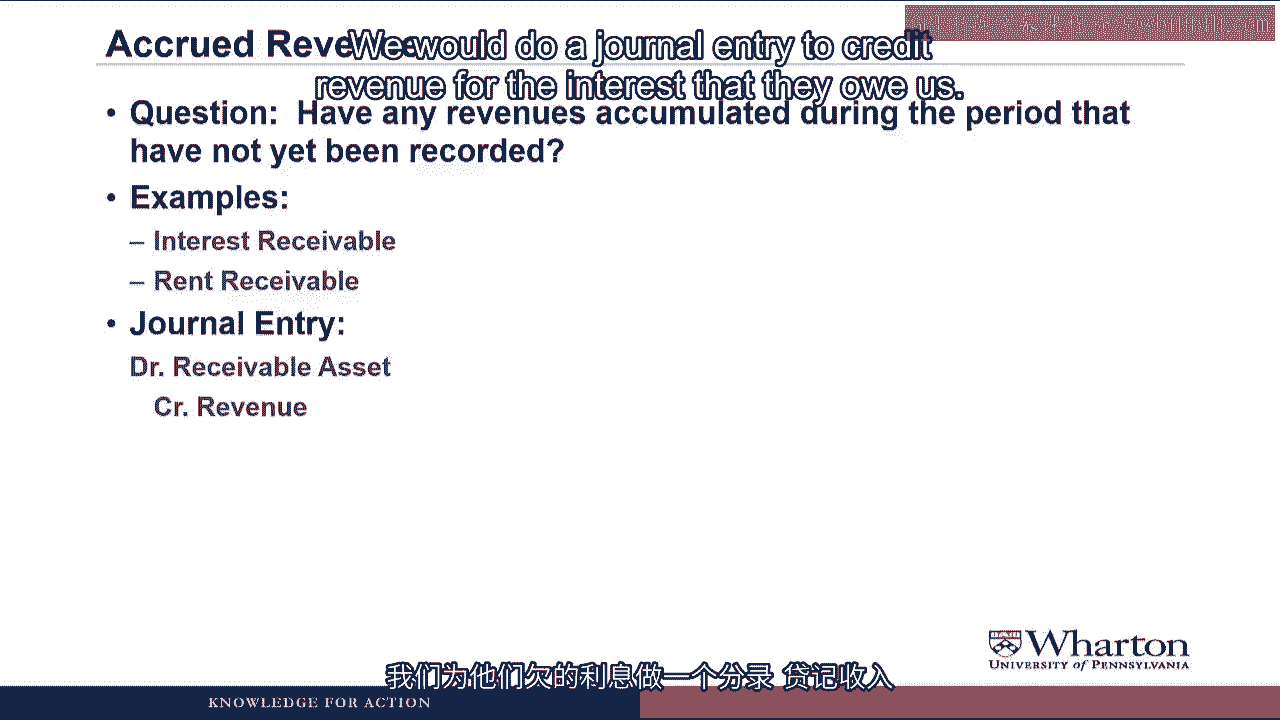 Accrued Revenue
We would do a journal entry to credit
revenue for the interest that they owe us.
• Question: Have any revenues accumulated during the period that
have not yet been recorded?
• Examples:
– Interest Receivable
– Rent Receivable
• Journal Entry:
Dr. Receivable Asset
Cr. Revenue
Wharton
UNIVERSITY of PENNSYLVANIA
我们为他们欠的利息做一个分录 贷记收入
KNOWLEDGE FOR ACTION